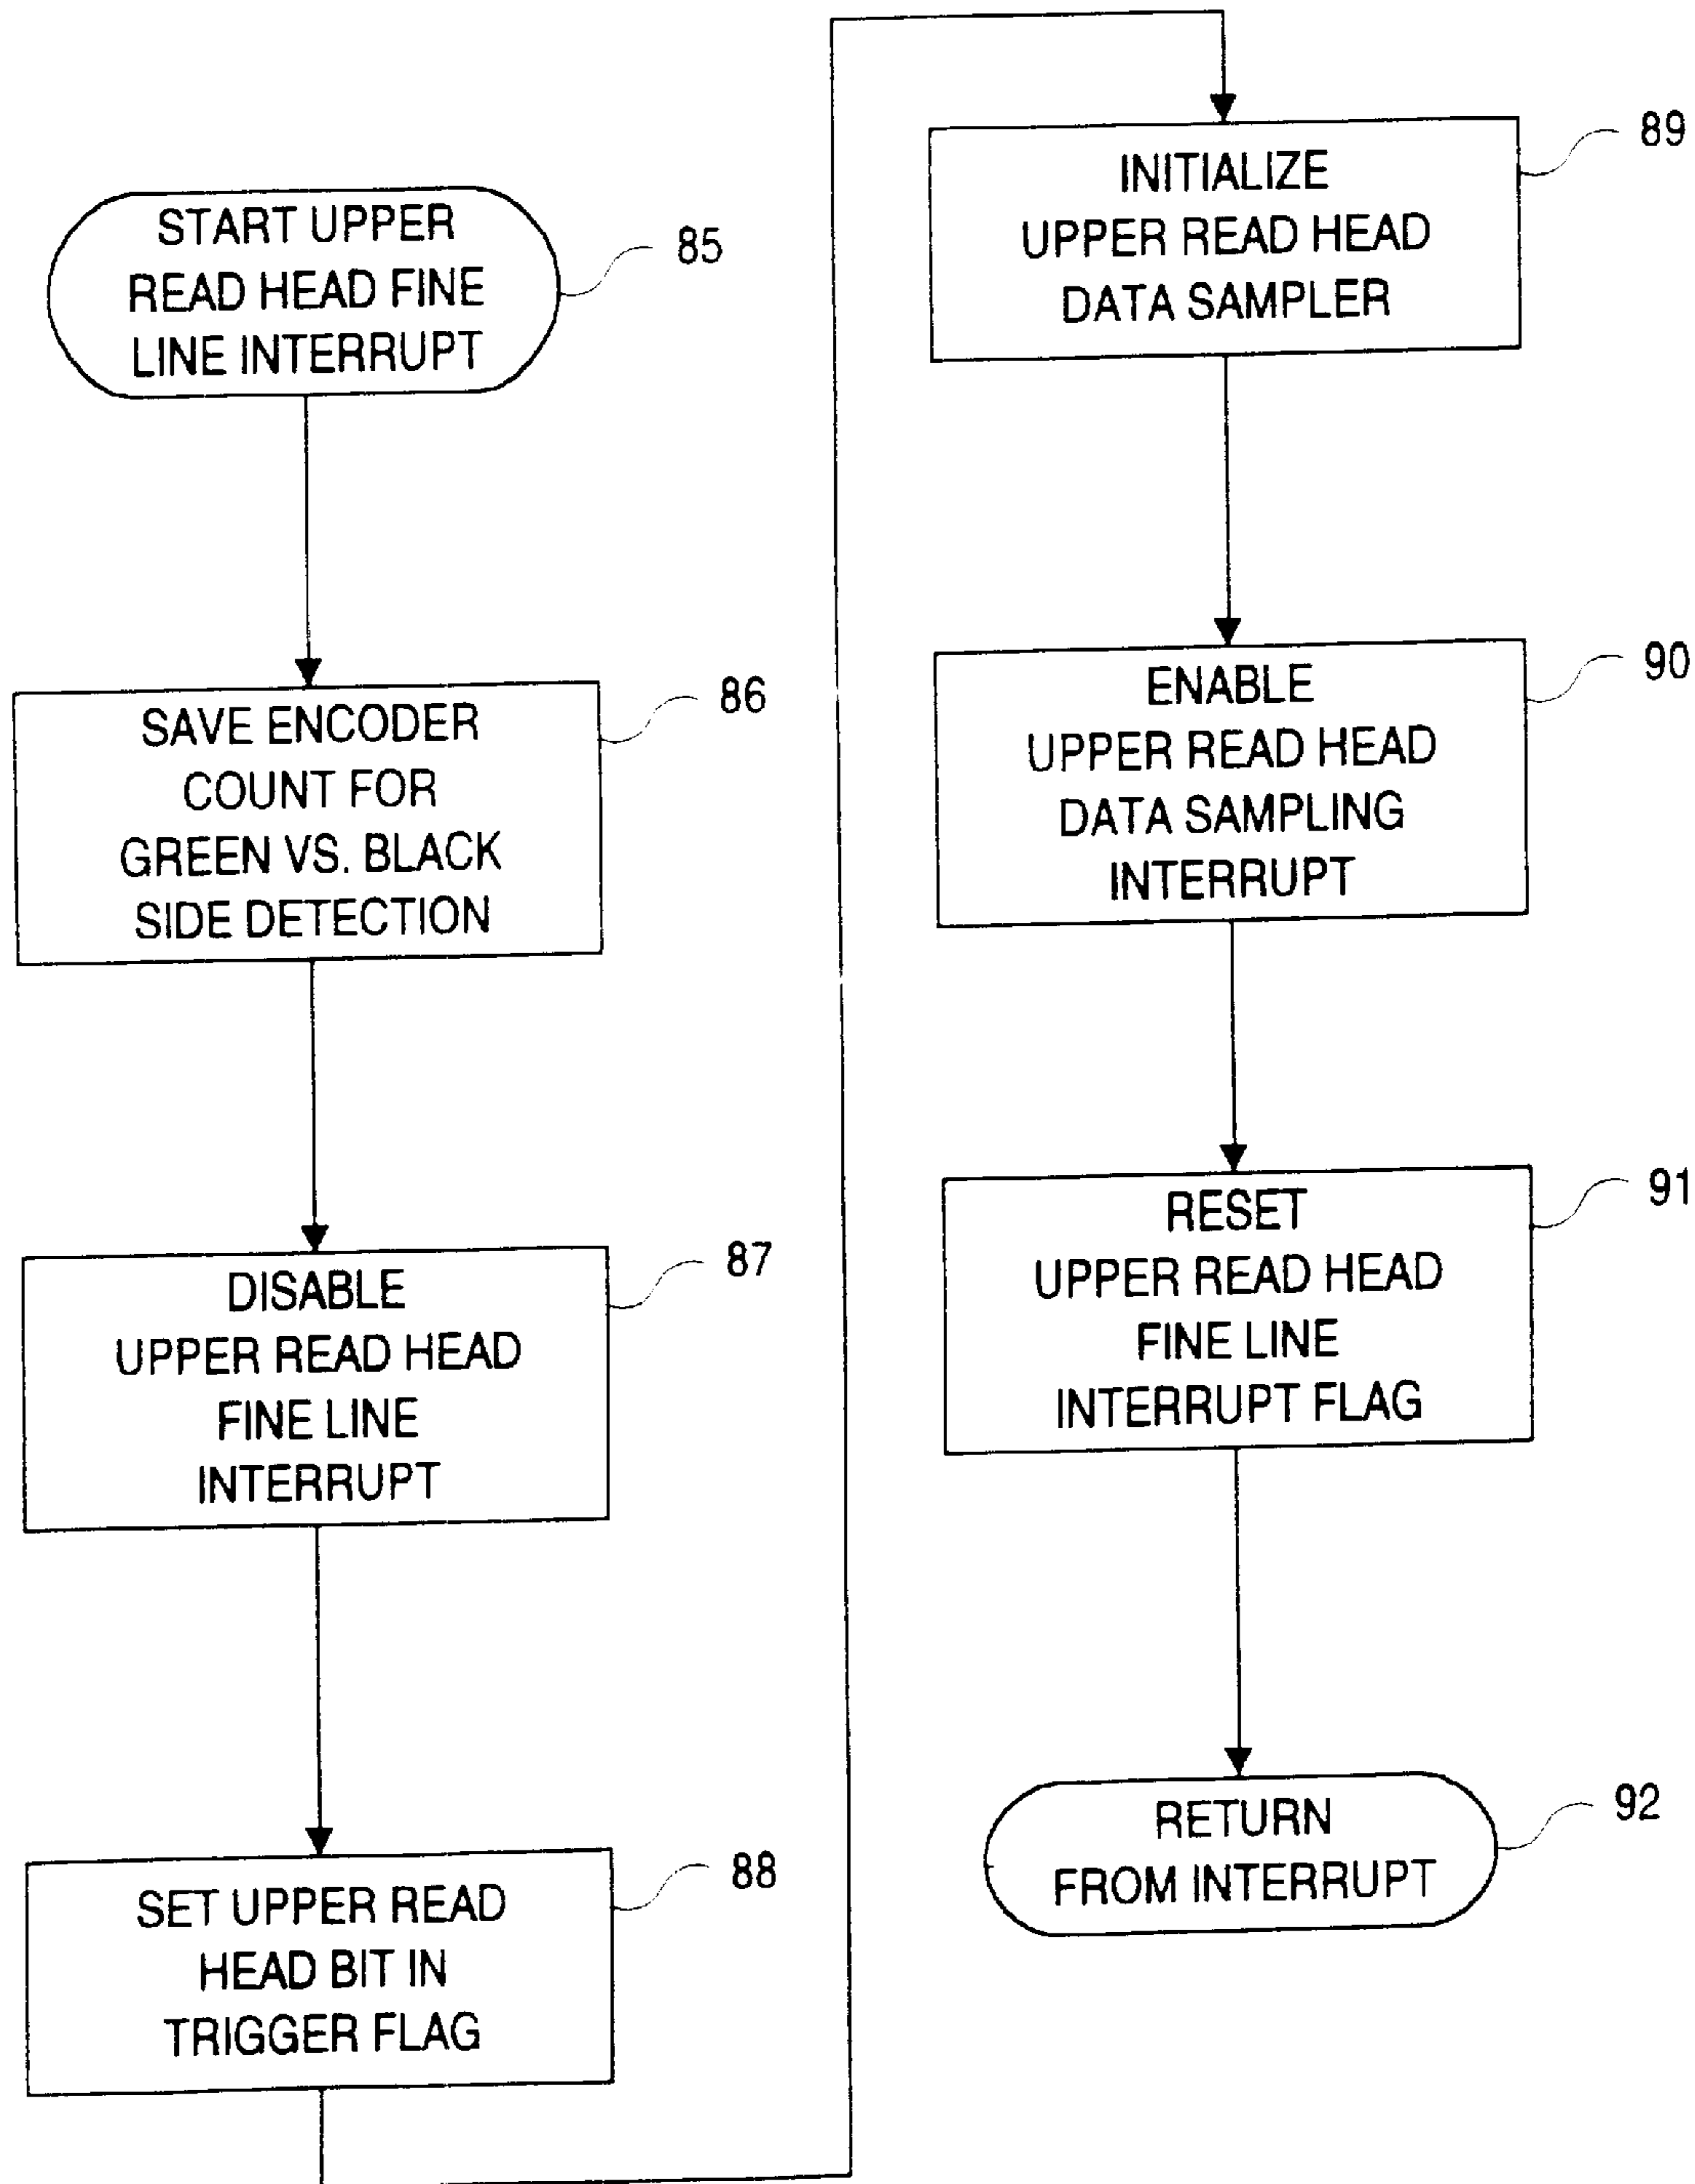 START UPPER
READ HEAD FINE
LINE INTERRUPT
85
SAVE ENCODER
COUNT FOR
GREEN VS. BLACK
SIDE DETECTION
86
DISABLE
UPPER READ HEAD
FINE LINE
INTERRUPT
87
SET UPPER READ
HEAD BIT IN
TRIGGER FLAG
88
INITIALIZE
UPPER READ HEAD
DATA SAMPLER
89
ENABLE
UPPER READ HEAD
DATA SAMPLING
INTERRUPT
90
RESET
UPPER READ HEAD
FINE LINE
INTERRUPT FLAG
91
RETURN
FROM INTERRUPT
92